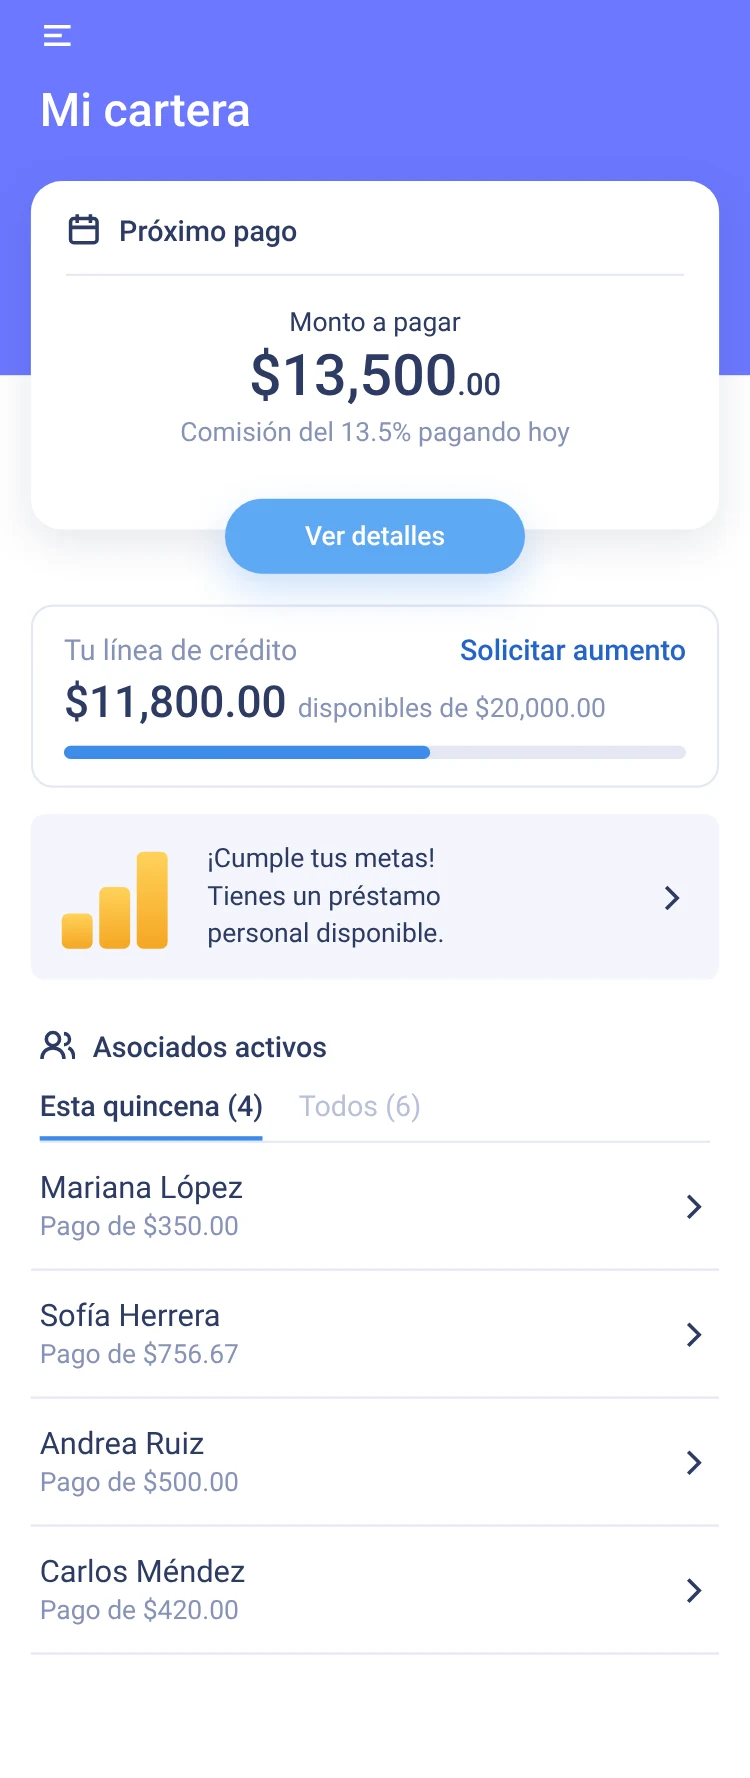 Mi cartera
Próximo pago
Monto a pagar
$13,500.00
Comisión del 13.5% pagando hoy
Ver detalles
Tu línea de crédito Solicitar aumento
$11,800.00 disponibles de $20,000.00
¡Cumple tus metas!
Tienes un préstamo
personal disponible.
Asociados activos
Esta quincena (4) Todos (6)
Mariana López
Pago de $350.00
Sofía Herrera
Pago de $756.67
Andrea Ruiz
Pago de $500.00
Carlos Méndez
Pago de $420.00